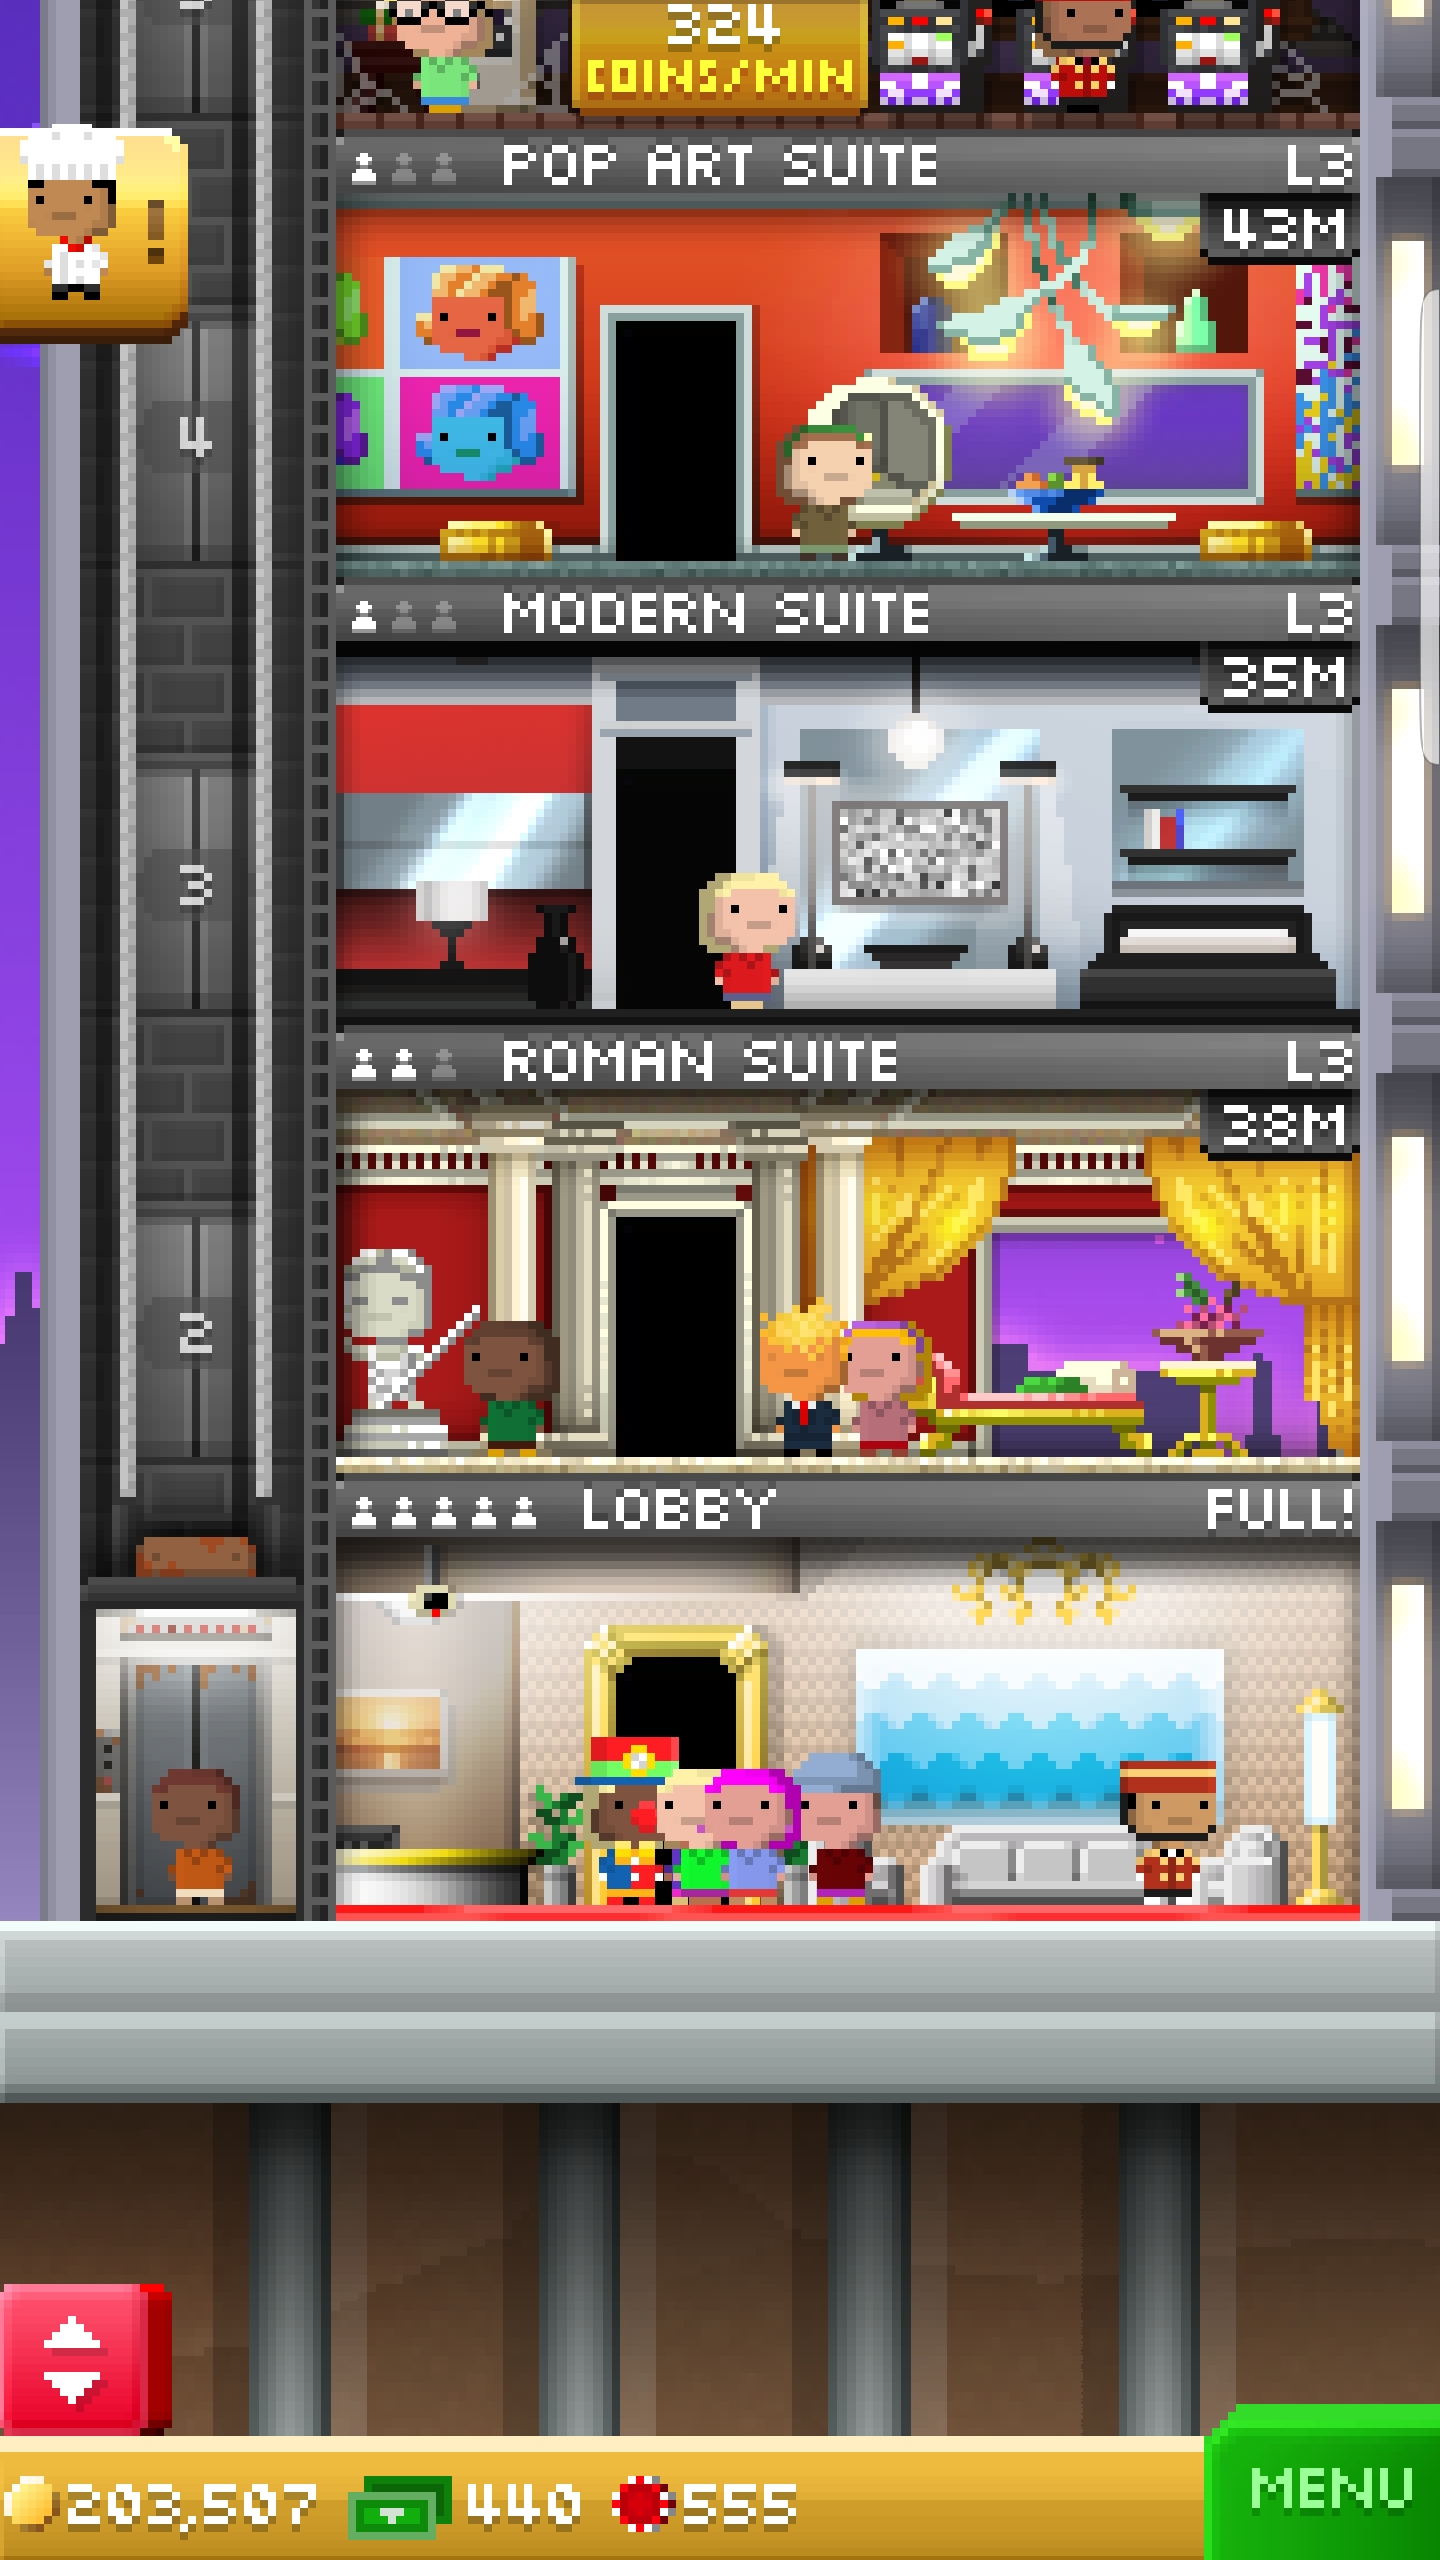 324
COINS/MIN
POP ART SUITE L3
43M
!
4
MODERN SUITE L3
35M
3
ROMAN SUITE L3
38M
2
LOBBY FULL!
203,507 440 555
MENU